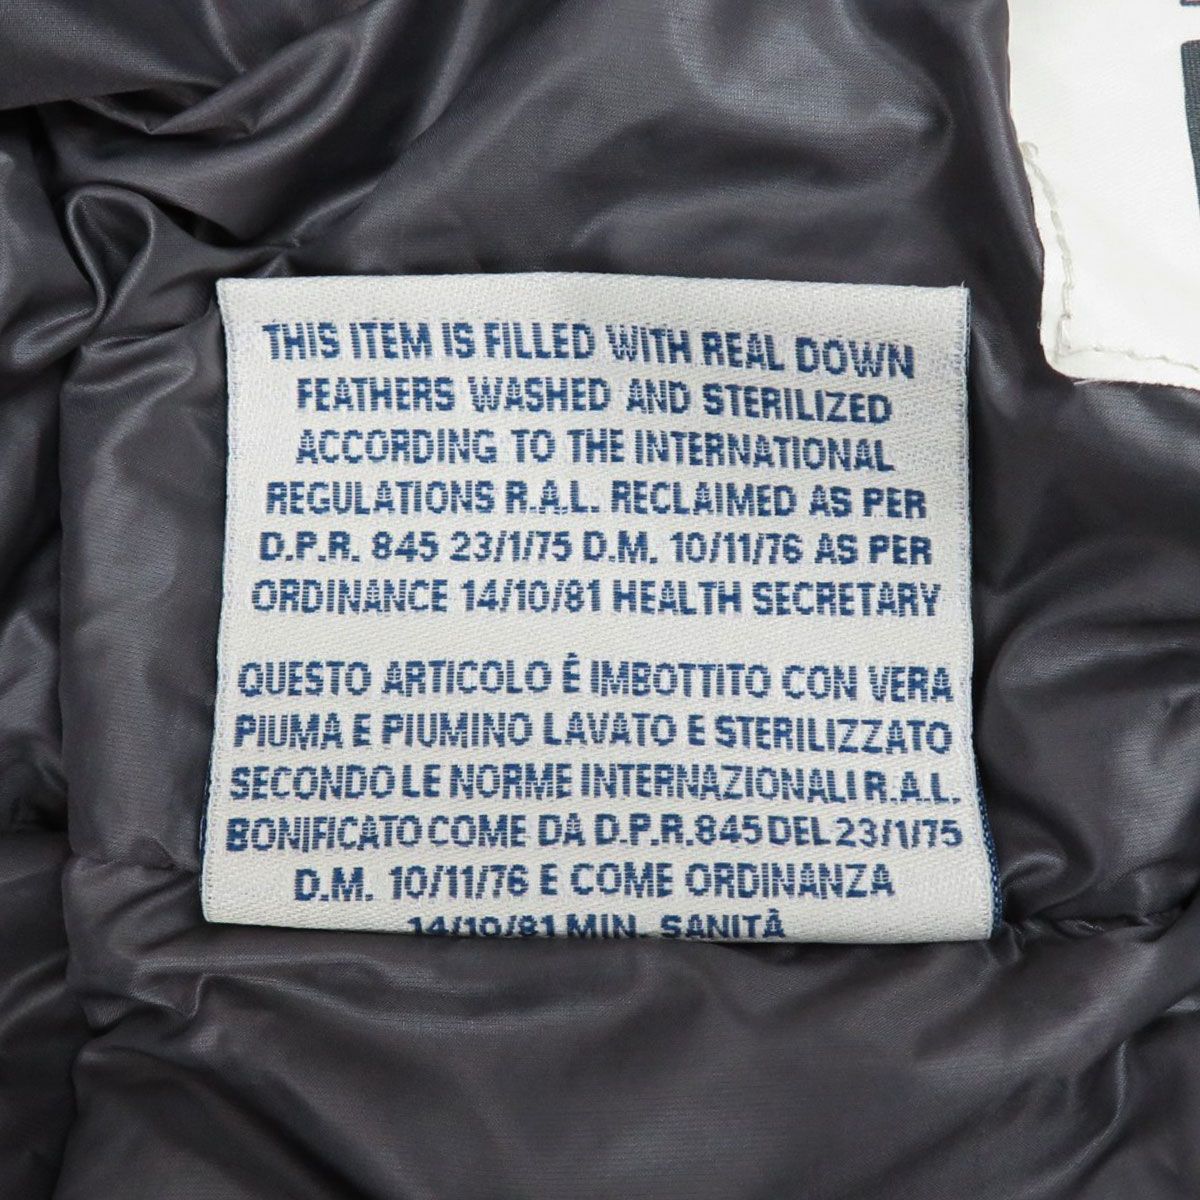 THIS ITEM IS FILLED WITH REAL DOWN
FEATHERS WASHED AND STERILIZED
ACCORDING TO THE INTERNATIONAL
REGULATIONS R.A.L. RECLAIMED AS PER
D.P.R. 845 23/1/75 D.M. 10/11/76 AS PER
ORDINANCE 14/10/81 HEALTH SECRETARY
QUESTO ARTICOLO É IMBOTTITO CON VERA
PIUMA E PIUMINO LAVATO E STERILIZZATO
SECONDO LE NORME INTERNAZIONALI R.A.L.
BONIFICATO COME DA D.P.R. 845 DEL 23/1/75
D.M. 10/11/76 E COME ORDINANZA
14/10/81 MIN. SANITÀ